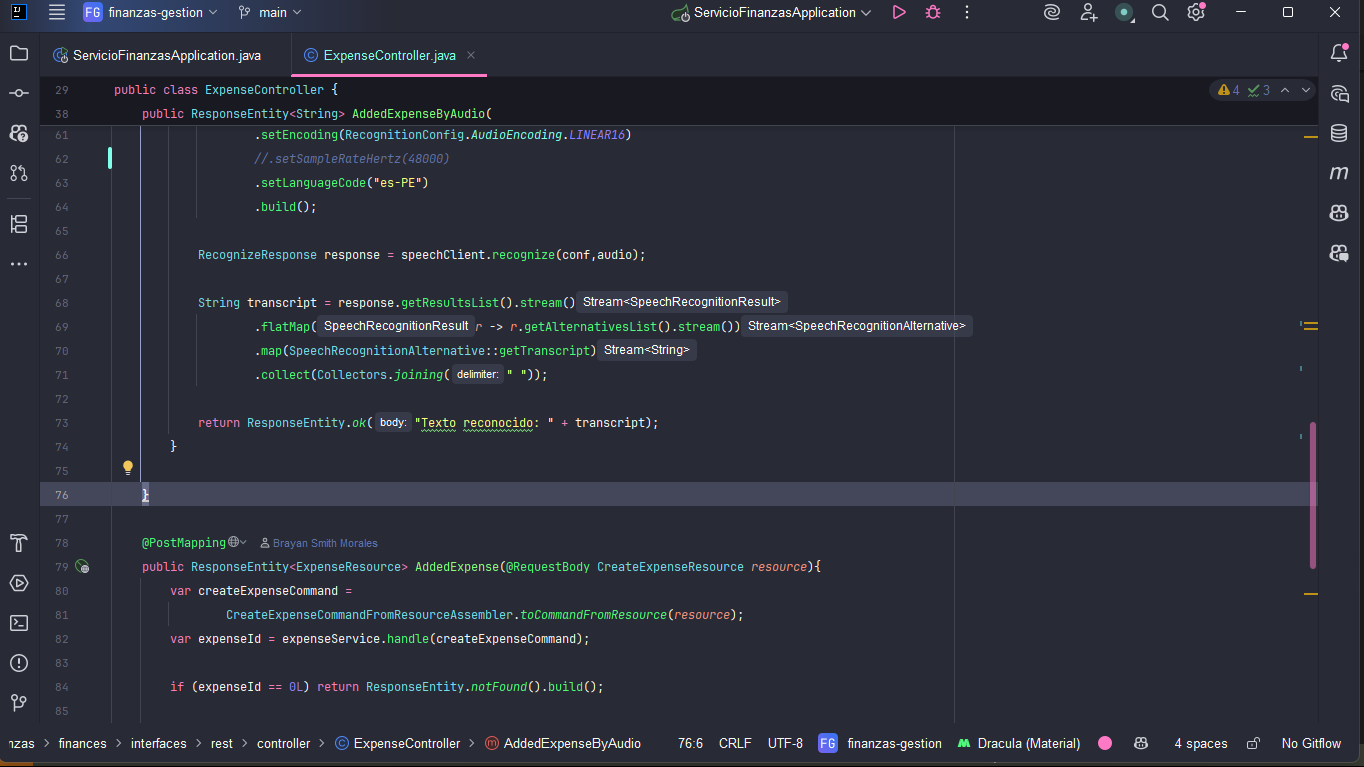 FG finanzas-gestion main ServicioFinanzasApplication
ServicioFinanzasApplication.java ExpenseController.java
29 public class ExpenseController {
4 3
38 public ResponseEntity<String> AddedExpenseByAudio(
61 .setEncoding(RecognitionConfig.AudioEncoding.LINEAR16)
62 //.setSampleRateHertz(48000)
63 .setLanguageCode("es-PE")
64 .build();
65
66 RecognizeResponse response = speechClient.recognize(conf,audio);
67
68 String transcript = response.getResultsList().stream() Stream<SpeechRecognitionResult>
69 .flatMap( SpeechRecognitionResult r -> r.getAlternativesList().stream()) Stream<SpeechRecognitionAlternative>
70 .map(SpeechRecognitionAlternative::getTranscript) Stream<String>
71 .collect(Collectors.joining( delimiter: " "));
72
73 return ResponseEntity.ok( body: "Texto reconocido: " + transcript);
74 }
75
76 }
77
78 @PostMapping Brayan Smith Morales
79 public ResponseEntity<ExpenseResource> AddedExpense(@RequestBody CreateExpenseResource resource){
80 var createExpenseCommand =
81 CreateExpenseCommandFromResourceAssembler.toCommandFromResource(resource);
82 var expenseId = expenseService.handle(createExpenseCommand);
83
84 if (expenseId == 0L) return ResponseEntity.notFound().build();
85
nzas > finances > interfaces > rest > controller > ExpenseController > AddedExpenseByAudio 76:6 CRLF UTF-8 FG finanzas-gestion Dracula (Material) 4 spaces No Gitflow